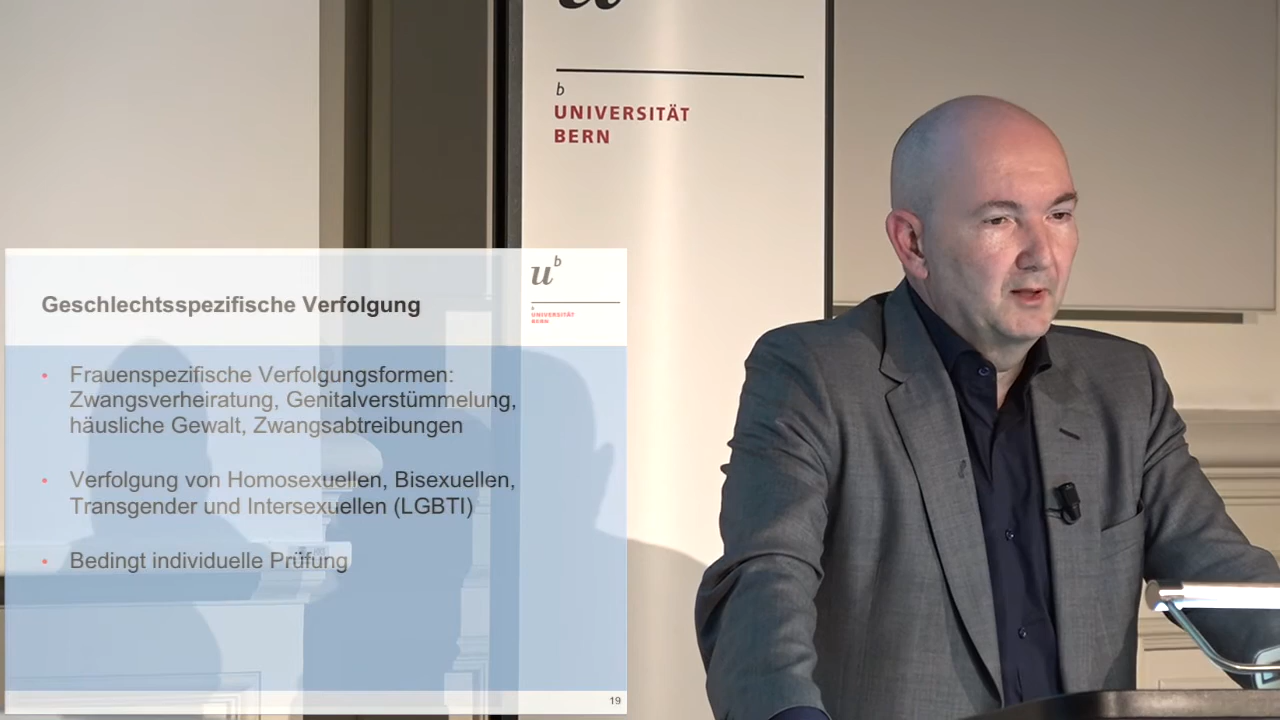 u
b
UNIVERSITÄT
BERN
u
b
b
UNIVERSITÄT
BERN
Geschlechtsspezifische Verfolgung
• Frauenspezifische Verfolgungsformen:
Zwangsverheiratung, Genitalverstümmelung,
häusliche Gewalt, Zwangsabtreibungen
• Verfolgung von Homosexuellen, Bisexuellen,
Transgender und Intersexuellen (LGBTI)
• Bedingt individuelle Prüfung
19